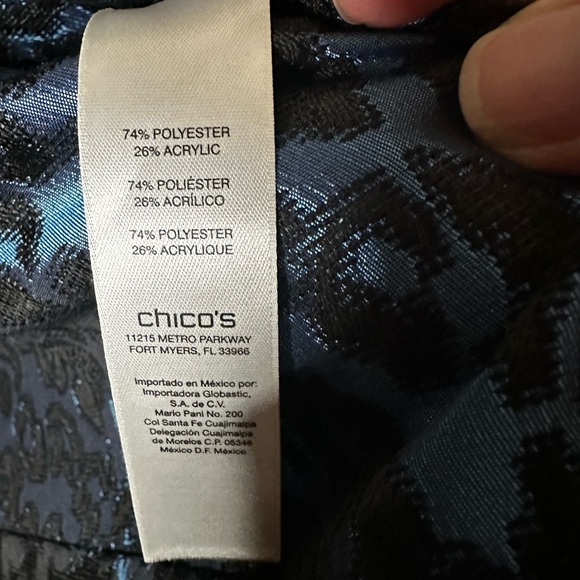 74% POLYESTER
26% ACRYLIC
74% POLIÉSTER
26% ACRÍLICO
74% POLYESTER
26% ACRYLIQUE
chico's
11215 METRO PARKWAY
FORT MYERS, FL 33966
Importado en México por:
Importadora Globastic,
S.A. de C.V.
Mario Pani No. 200
Col Santa Fe Cuajimalpa
Delegación Cuajimalpa
de Morelos C.P. 05348
México D.F. México